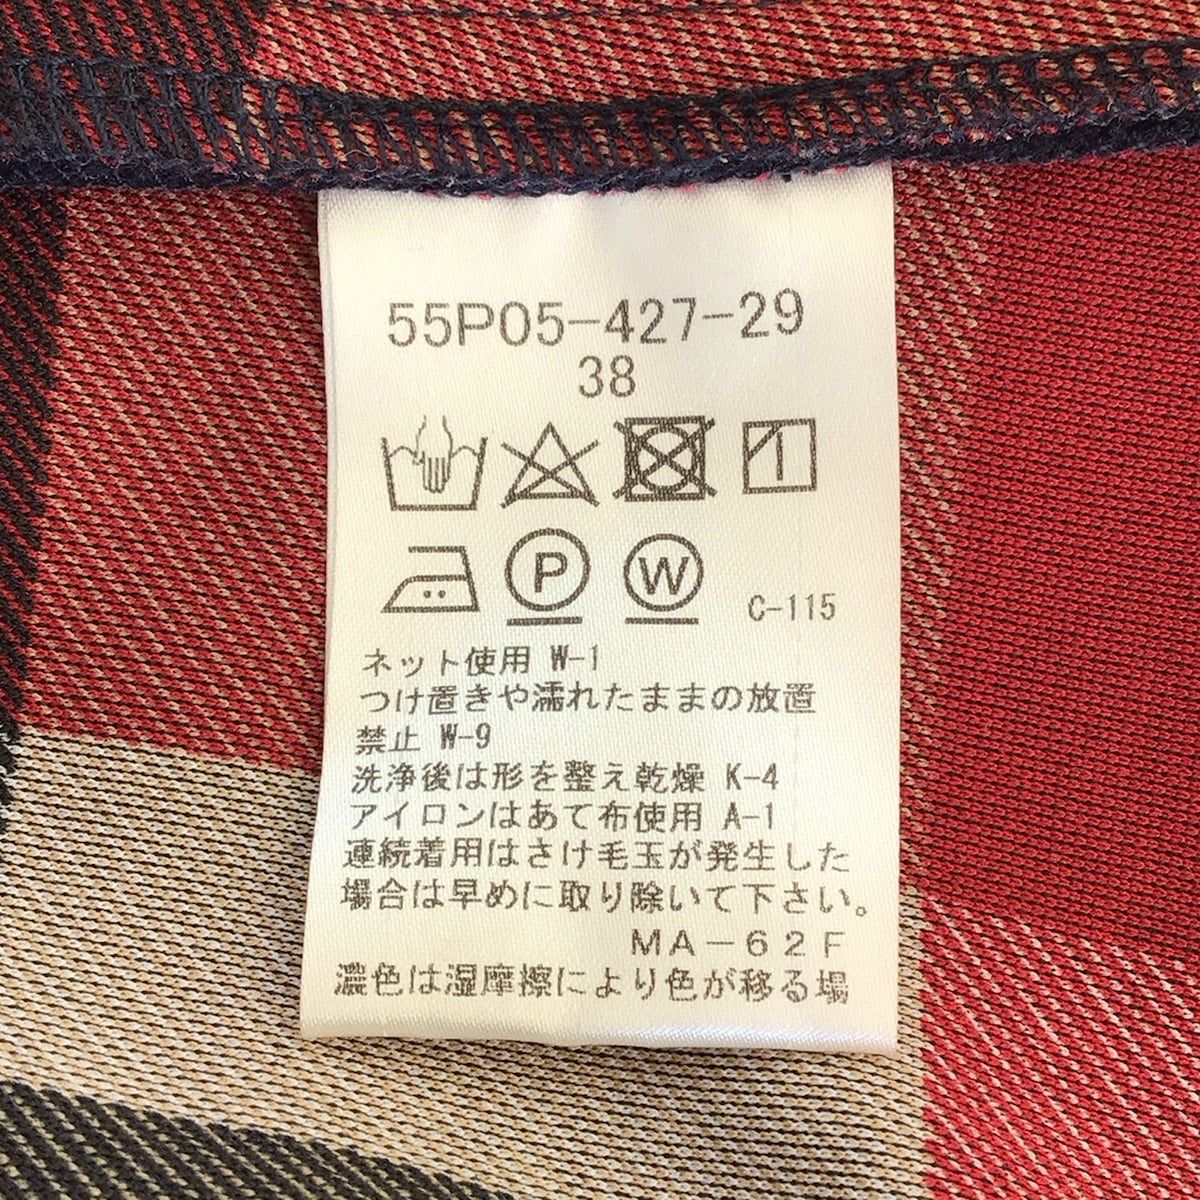 55P05-427-29
38
P W C-115
ネット使用 W-1
つけ置きや濡れたままの放置
禁止 W-9
洗浄後は形を整え乾燥 K-4
アイロンはあて布使用 A-1
連続着用はさけ毛玉が発生した
場合は早めに取り除いて下さい。
MA-62F
濃色は湿摩擦により色が移る場